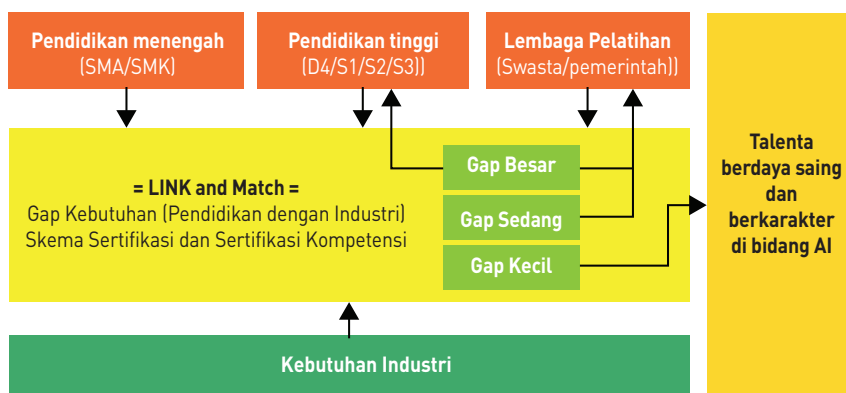 Pendidikan menengah
(SMA/SMK)
Pendidikan tinggi
(D4/S1/S2/S3))
Lembaga Pelatihan
(Swasta/pemerintah))
= LINK and Match =
Gap Kebutuhan (Pendidikan dengan Industri)
Skema Sertifikasi dan Sertifikasi Kompetensi
Gap Besar
Gap Sedang
Gap Kecil
Talenta
berdaya saing
dan
berkarakter
di bidang AI
Kebutuhan Industri